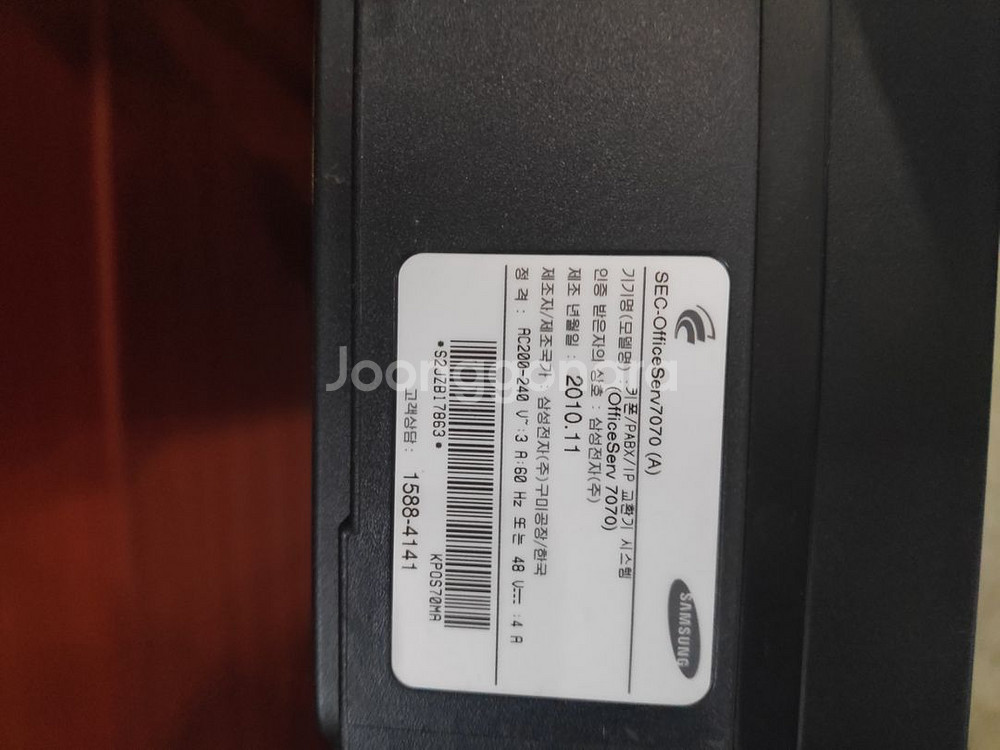 SAMSUNG
SEC-OfficeServ7070 (A)
기기명(모델명) : 키폰/PABX/IP 교환기 시스템
(OfficeServ 7070)
인증 받은자의 상호 : 삼성전자(주)
제조 년월일 : 2010.11
제조자/제조국가 : 삼성전자(주)구미공장/한국
정 격 : AC200-240 V~:3 A:60 Hz 또는 48 V⎓ :4 A
*S2JZB17863*
KPOS70MA
고객상담 : 1588-4141
Joonggonara